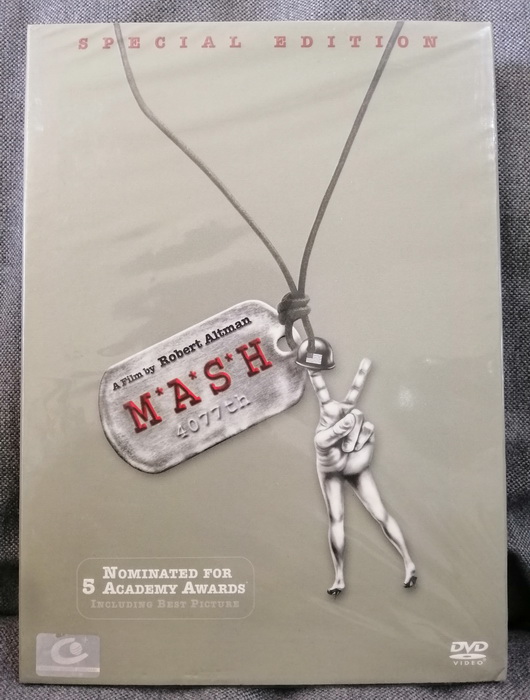 SPECIAL EDITION
A Film by Robert Altman
M*A*S*H
4077th
NOMINATED FOR
5 ACADEMY AWARDS
INCLUDING BEST PICTURE
DVD
VIDEO